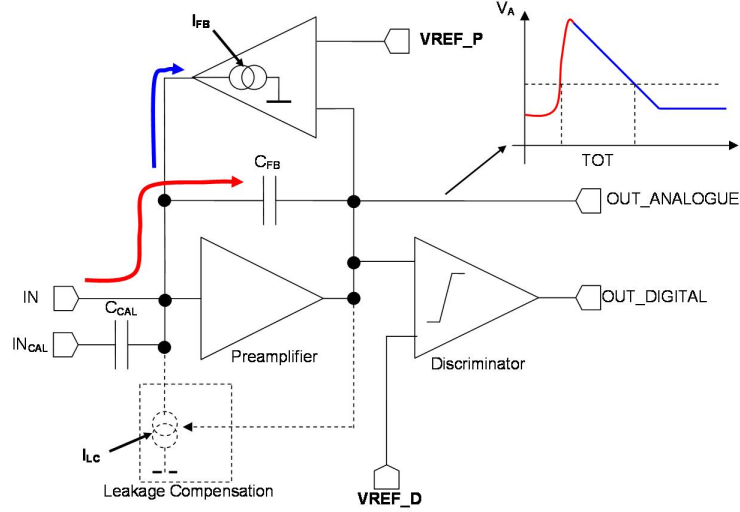 I_FB
VREF_P
V_A
TOT
C_FB
OUT_ANALOGUE
IN
C_CAL
OUT_DIGITAL
IN_CAL
Preamplifier
Discriminator
I_LC
Leakage Compensation
VREF_D